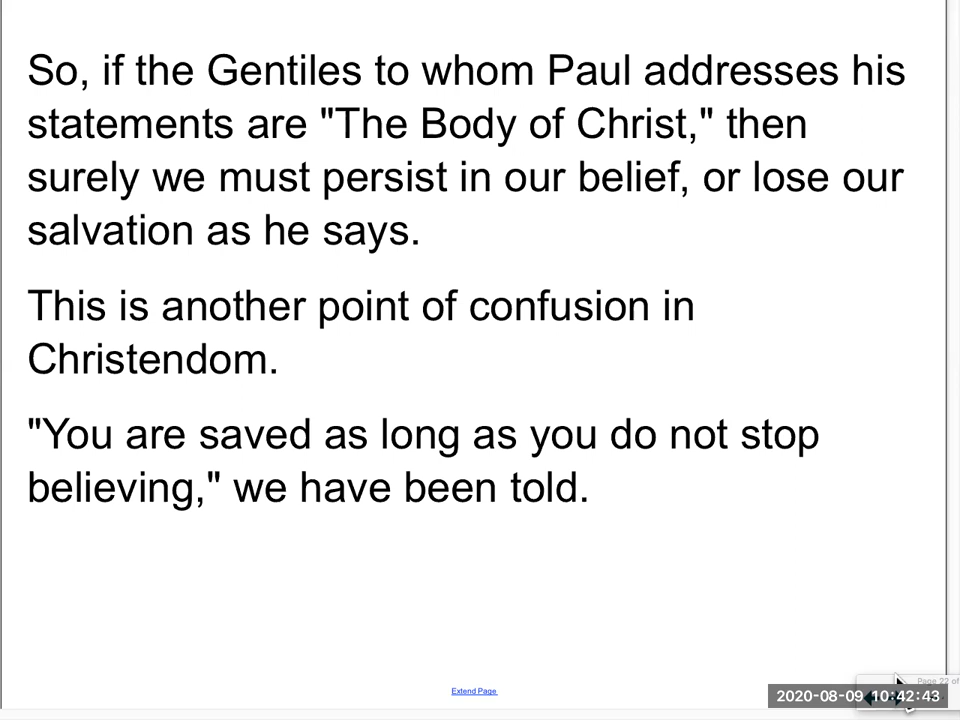 So, if the Gentiles to whom Paul addresses his
statements are "The Body of Christ," then
surely we must persist in our belief, or lose our
salvation as he says.
This is another point of confusion in
Christendom.
"You are saved as long as you do not stop
believing," we have been told.
Extend Page
Page 22 of
2020-08-09 10:42:43